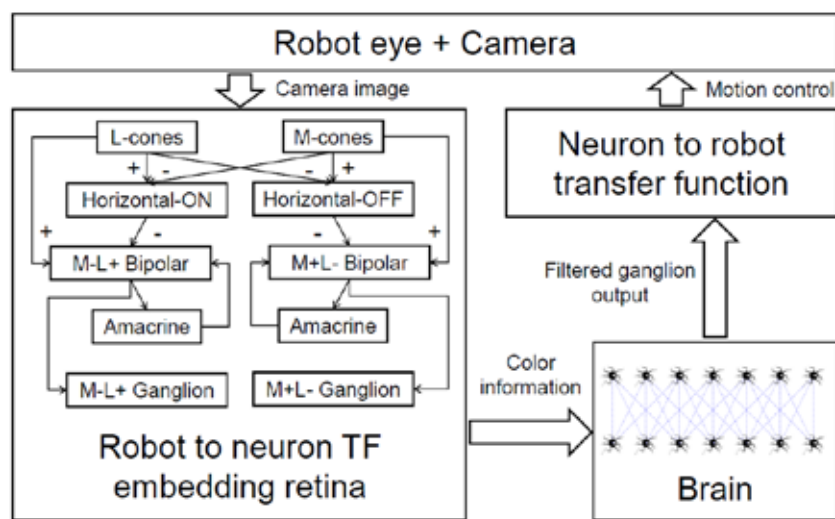 Robot eye + Camera
Camera image
Motion control
L-cones
M-cones
+ - - +
Horizontal-ON
Horizontal-OFF
+ - - +
M-L+ Bipolar
M+L- Bipolar
Amacrine
Amacrine
M-L+ Ganglion
M+L- Ganglion
Robot to neuron TF
embedding retina
Color
information
Neuron to robot
transfer function
Filtered ganglion
output
Brain